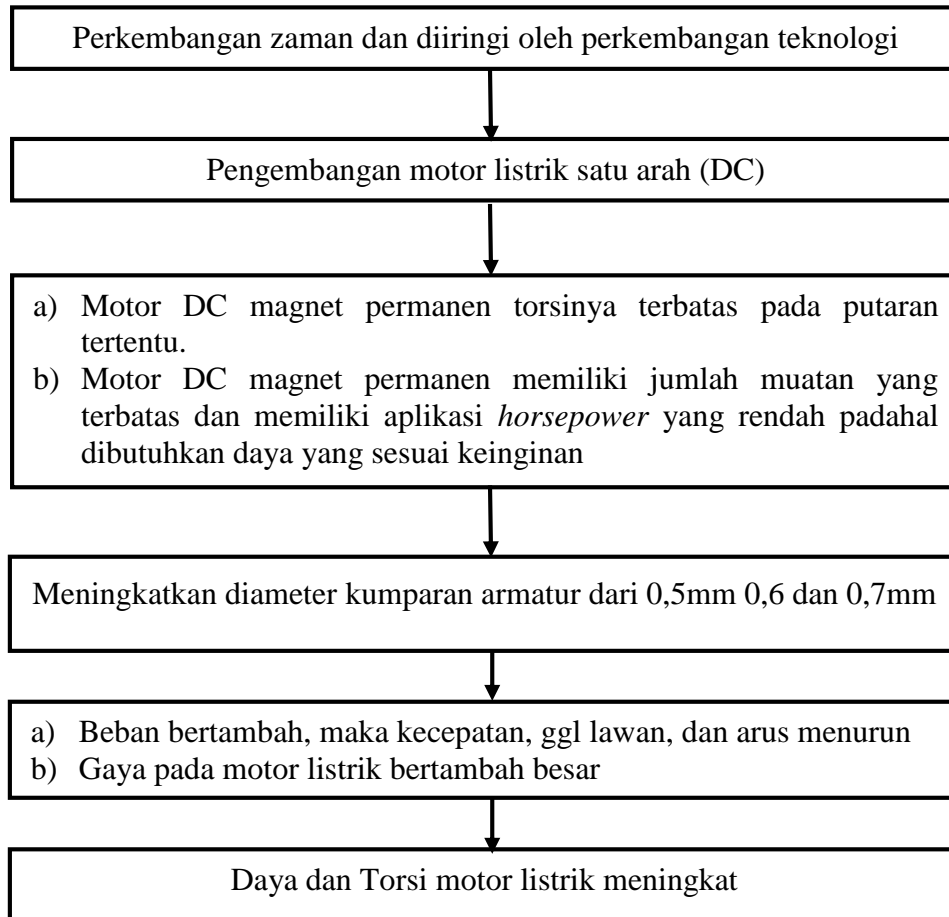 Perkembangan zaman dan diiringi oleh perkembangan teknologi
Pengembangan motor listrik satu arah (DC)
a) Motor DC magnet permanen torsinya terbatas pada putaran
tertentu.
b) Motor DC magnet permanen memiliki jumlah muatan yang
terbatas dan memiliki aplikasi horsepower yang rendah padahal
dibutuhkan daya yang sesuai keinginan
Meningkatkan diameter kumparan armatur dari 0,5mm 0,6 dan 0,7mm
a) Beban bertambah, maka kecepatan, ggl lawan, dan arus menurun
b) Gaya pada motor listrik bertambah besar
Daya dan Torsi motor listrik meningkat